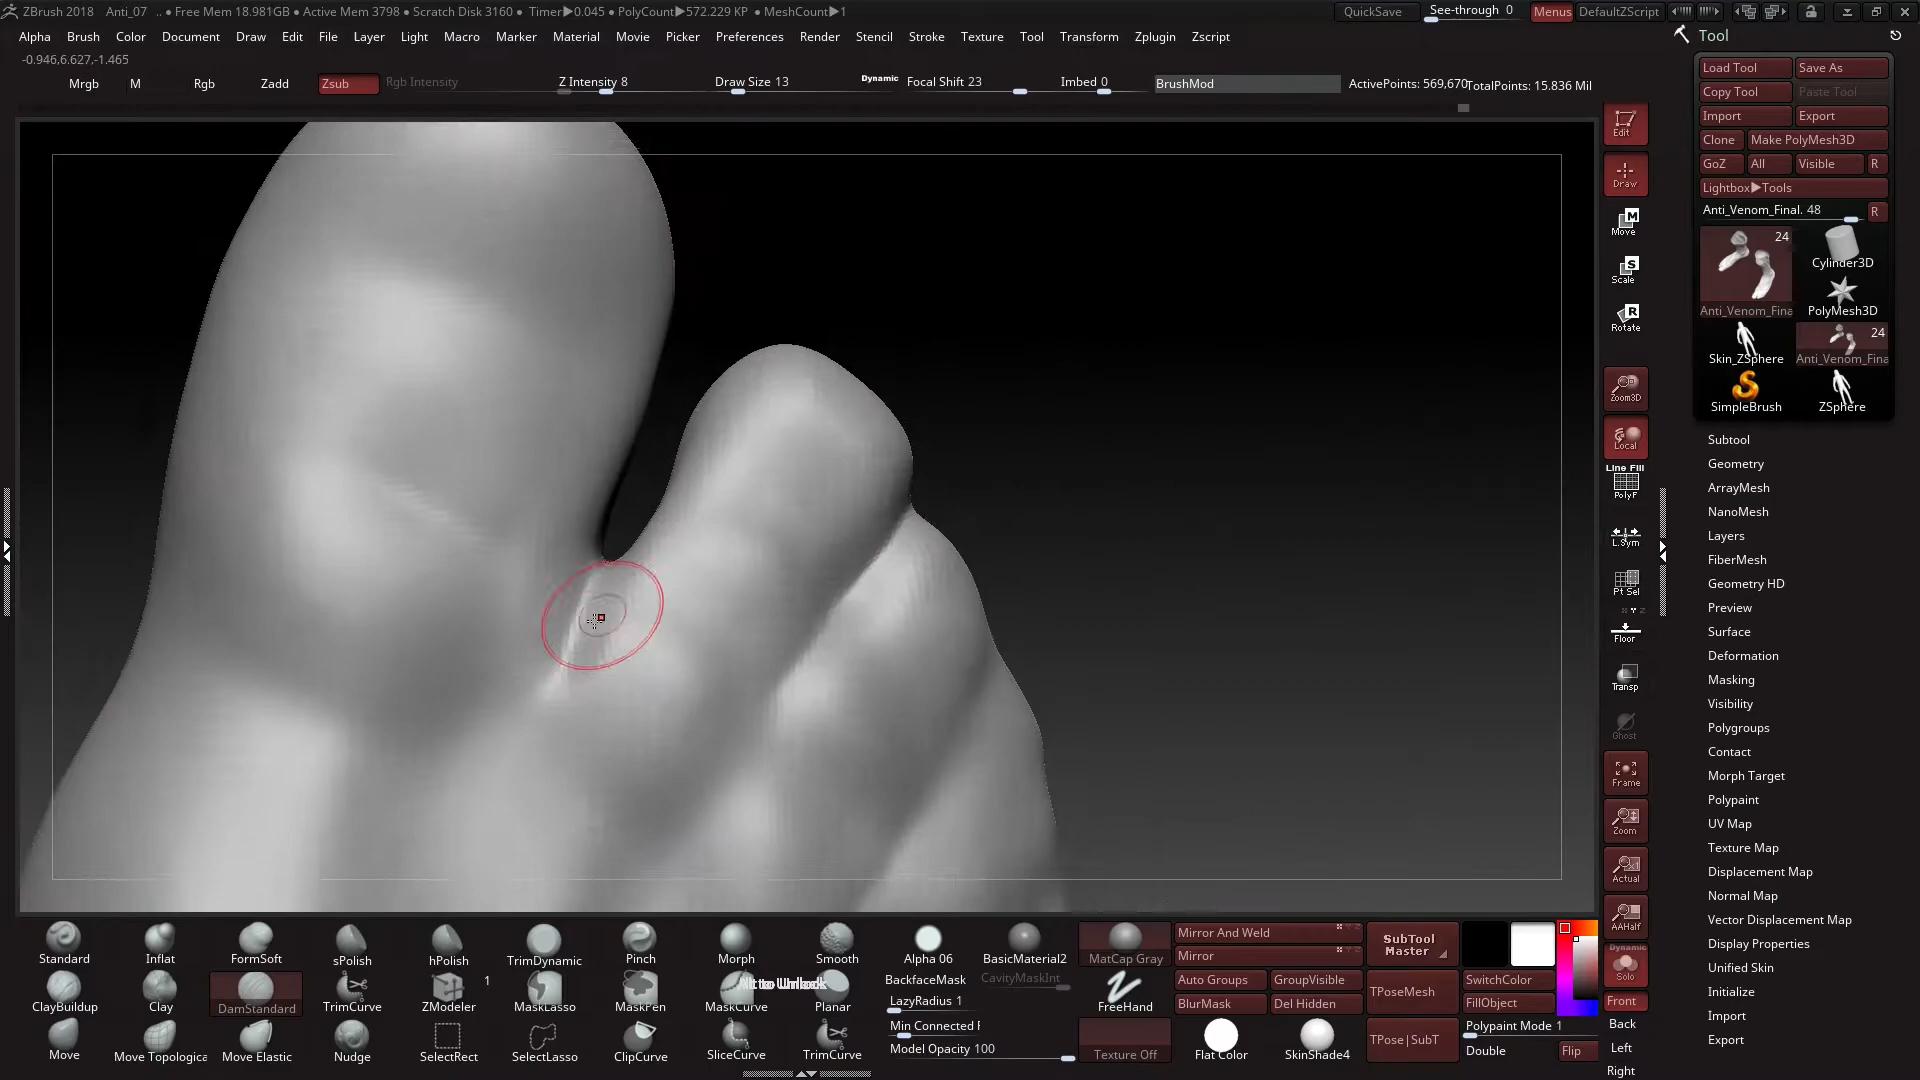 ZBrush 2018 Anti_07 .. • Free Mem 18.981GB • Active Mem 3798 • Scratch Disk 3160 • Timer▶0.045 • PolyCount▶572.229 KP • MeshCount▶1 QuickSave See-through 0 Menus DefaultZScript
Alpha Brush Color Document Draw Edit File Layer Light Macro Marker Material Movie Picker Preferences Render Stencil Stroke Texture Tool Transform Zplugin Zscript
-0.946,6.627,-1.465
Mrgb M Rgb Zadd Zsub Rgb Intensity Z Intensity 8 Draw Size 13 Dynamic Focal Shift 23 Imbed 0 BrushMod ActivePoints: 569,670 TotalPoints: 15.836 Mil
Edit
Draw
Move
Scale
Rotate
Zoom3D
Local
Line Fill
PolyF
L.Sym
Pt Sel
Floor
Transp
Ghost
Frame
Zoom
Actual
AAHalf
Dynamic
Solo
Front
Back
Left
Right
Tool
Load Tool Save As
Copy Tool Paste Tool
Import Export
Clone Make PolyMesh3D
GoZ All Visible R
Lightbox▶Tools
Anti_Venom_Final. 48 R
24
Cylinder3D
Anti_Venom_Fina PolyMesh3D
24
Skin_ZSphere Anti_Venom_Fina
SimpleBrush ZSphere
Subtool
Geometry
ArrayMesh
NanoMesh
Layers
FiberMesh
Geometry HD
Preview
Surface
Deformation
Masking
Visibility
Polygroups
Contact
Morph Target
Polypaint
UV Map
Texture Map
Displacement Map
Normal Map
Vector Displacement Map
Display Properties
Unified Skin
Initialize
Import
Export
Standard Inflat FormSoft sPolish hPolish TrimDynamic Pinch Morph Smooth Alpha 06 BasicMaterial2 MatCap Gray
ClayBuildup Clay DamStandard TrimCurve ZModeler 1 MaskLasso MaskPen MaskCurve Planar
Move Move Topologica Move Elastic Nudge SelectRect SelectLasso ClipCurve SliceCurve TrimCurve
BackfaceMask CavityMaskInt
LazyRadius 1 FreeHand
Min Connected P
Model Opacity 100 Texture Off
Mirror And Weld
Mirror
Auto Groups GroupVisible
BlurMask Del Hidden
Flat Color SkinShade4
SubTool
Master
TPoseMesh
TPose|SubT
SwitchColor
FillObject
Polypaint Mode 1
Double Flip